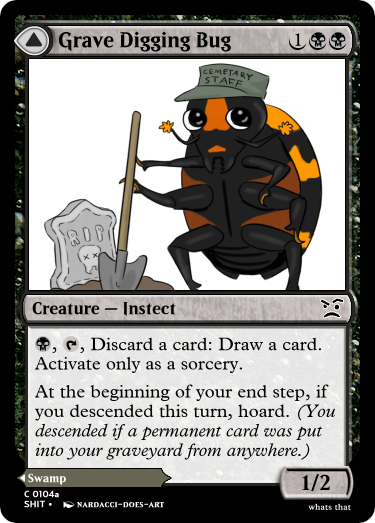 Grave Digging Bug 1
CEMETARY
STAFF
RIP
Creature — Instect
, , Discard a card: Draw a card.
Activate only as a sorcery.
At the beginning of your end step, if
you descended this turn, hoard. (You
descended if a permanent card was put
into your graveyard from anywhere.)
Swamp
1/2
C 0104a
SHIT • NARDACCI-DOES-ART
whats that